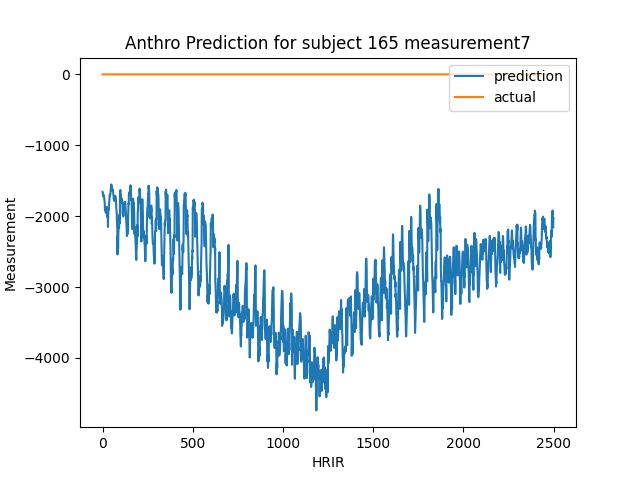 Anthro Prediction for subject 165 measurement7
prediction
actual
0
−1000
−2000
−3000
−4000
Measurement
0
500
1000
1500
2000
2500
HRIR